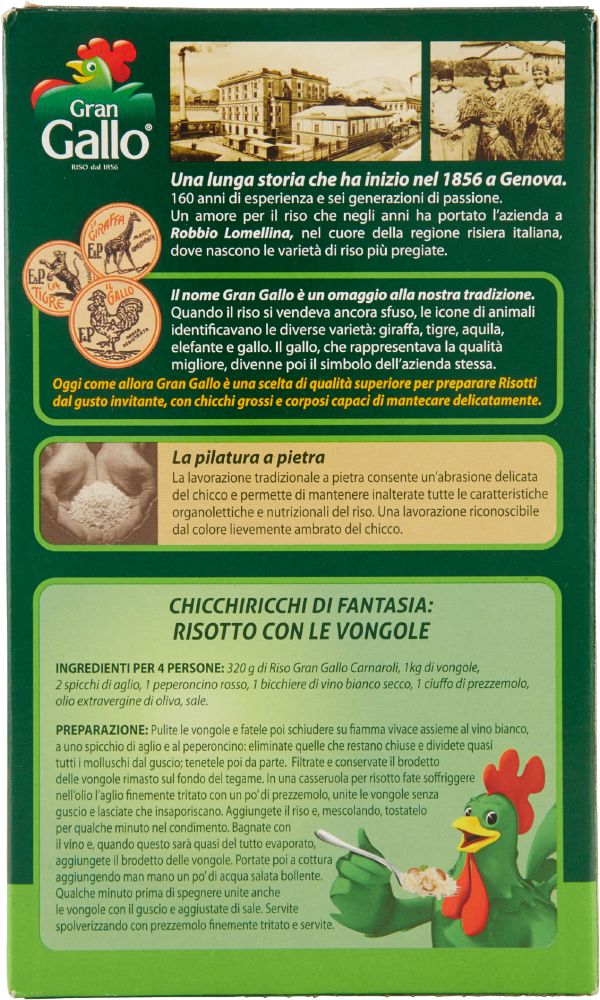 Gran
Gallo®
RISO dal 1856
Una lunga storia che ha inizio nel 1856 a Genova.
160 anni di esperienza e sei generazioni di passione.
Un amore per il riso che negli anni ha portato l'azienda a
Robbio Lomellina, nel cuore della regione risiera italiana,
dove nascono le varietà di riso più pregiate.
LA GIRAFFA
E&P
MARCA
E&P
LA TIGRE
IL GALLO
E&P
Il nome Gran Gallo è un omaggio alla nostra tradizione.
Quando il riso si vendeva ancora sfuso, le icone di animali
identificavano le diverse varietà: giraffa, tigre, aquila,
elefante e gallo. Il gallo, che rappresentava la qualità
migliore, divenne poi il simbolo dell'azienda stessa.
Oggi come allora Gran Gallo è una scelta di qualità superiore per preparare Risotti
dal gusto invitante, con chicchi grossi e corposi capaci di mantecare delicatamente.
La pilatura a pietra
La lavorazione tradizionale a pietra consente un'abrasione delicata
del chicco e permette di mantenere inalterate tutte le caratteristiche
organolettiche e nutrizionali del riso. Una lavorazione riconoscibile
dal colore lievemente ambrato del chicco.
CHICCHIRICCHI DI FANTASIA:
RISOTTO CON LE VONGOLE
INGREDIENTI PER 4 PERSONE: 320 g di Riso Gran Gallo Carnaroli, 1kg di vongole,
2 spicchi di aglio, 1 peperoncino rosso, 1 bicchiere di vino bianco secco, 1 ciuffo di prezzemolo,
olio extravergine di oliva, sale.
PREPARAZIONE: Pulite le vongole e fatele poi schiudere su fiamma vivace assieme al vino bianco,
a uno spicchio di aglio e al peperoncino: eliminate quelle che restano chiuse e dividete quasi
tutti i molluschi dal guscio; tenetele poi da parte. Filtrate e conservate il brodetto
delle vongole rimasto sul fondo del tegame. In una casseruola per risotto fate soffriggere
nell'olio l'aglio finemente tritato con un po' di prezzemolo, unite le vongole senza
guscio e lasciate che insaporiscano. Aggiungete il riso e, mescolando, tostatelo
per qualche minuto nel condimento. Bagnate con
il vino e, quando questo sarà quasi del tutto evaporato,
aggiungete il brodetto delle vongole. Portate poi a cottura
aggiungendo man mano un po' di acqua salata bollente.
Qualche minuto prima di spegnere unite anche
le vongole con il guscio e aggiustate di sale. Servite
spolverizzando con prezzemolo finemente tritato e servite.